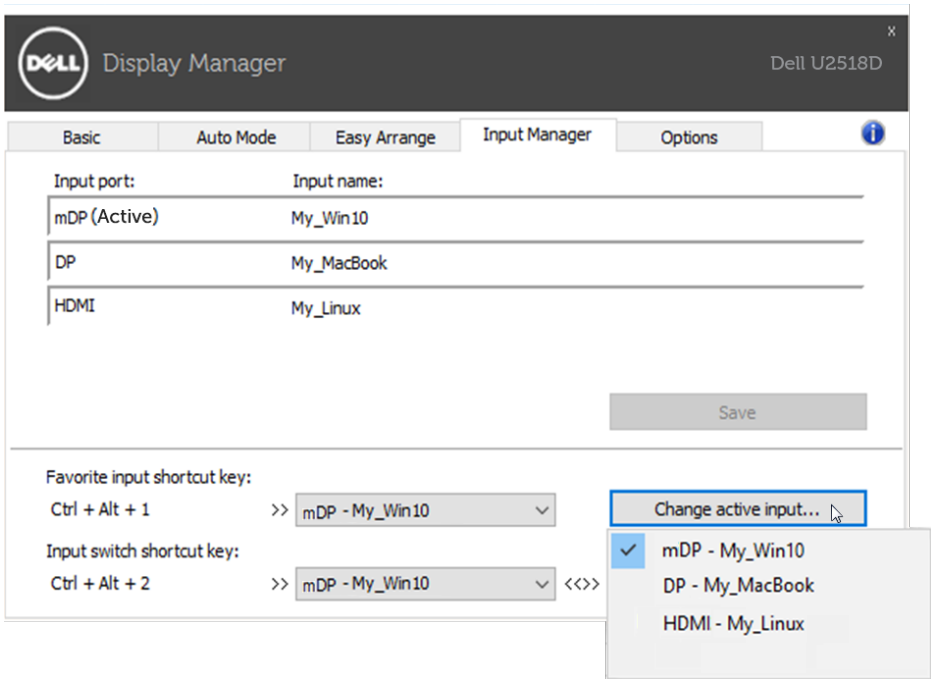 DELL Display Manager
x
Dell U2518D
Basic Auto Mode Easy Arrange Input Manager Options i
Input port: Input name:
mDP (Active) My_Win10
DP My_MacBook
HDMI My_Linux
Save
Favorite input shortcut key:
Ctrl + Alt + 1 >> mDP - My_Win10 Change active input...
Input switch shortcut key:
Ctrl + Alt + 2 >> mDP - My_Win10 <<>>
mDP - My_Win10
DP - My_MacBook
HDMI - My_Linux